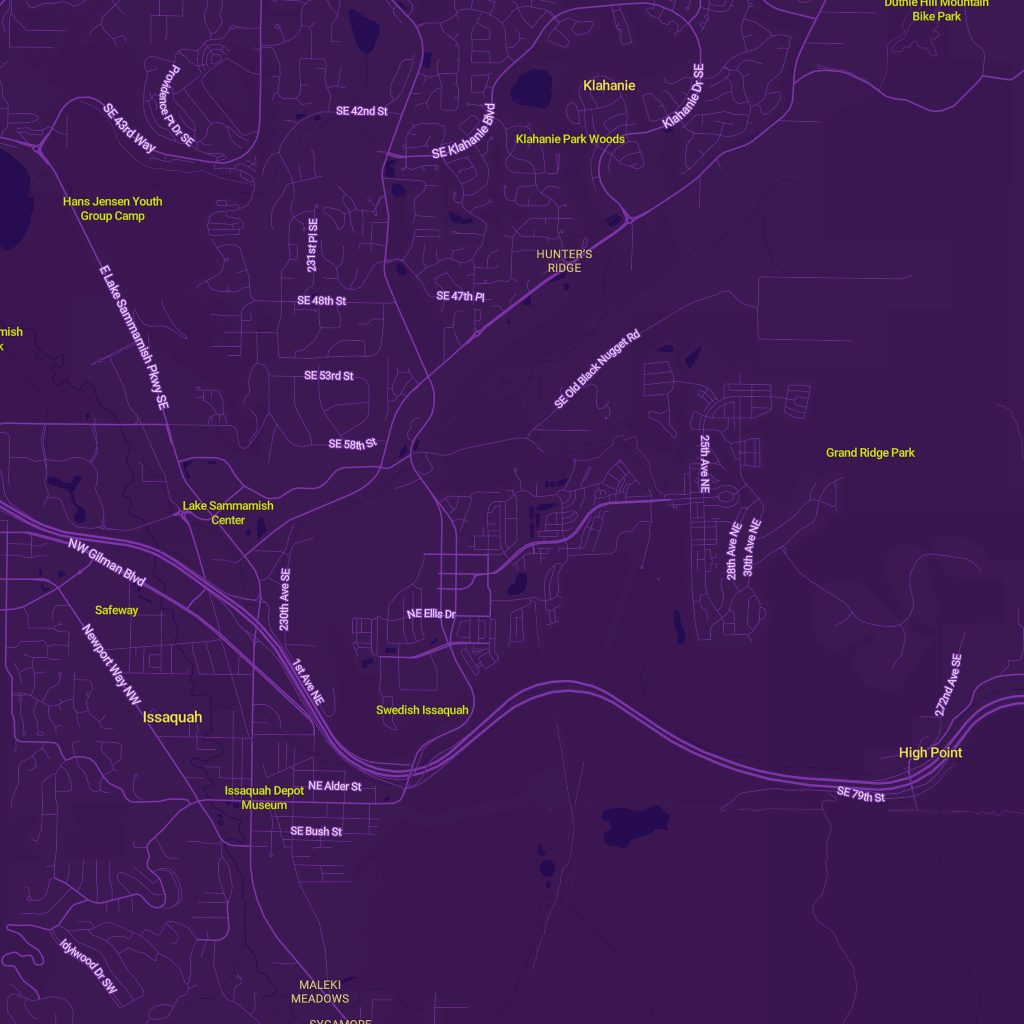 Duthie Hill Mountain
Bike Park
Klahanie
Providence Pt Dr SE
SE 42nd St
Klahanie Dr SE
SE 43rd Way
SE Klahanie Blvd
Klahanie Park Woods
Hans Jensen Youth
Group Camp
231st Pl SE
HUNTER'S
RIDGE
E Lake Sammamish Pkwy SE
SE 48th St
SE 47th Pl
mish
k
SE Old Black Nugget Rd
SE 53rd St
SE 58th St
25th Ave NE
Grand Ridge Park
Lake Sammamish
Center
28th Ave NE
30th Ave NE
NW Gilman Blvd
230th Ave SE
Safeway
NE Ellis Dr
Newport Way NW
1st Ave NE
272nd Ave SE
Issaquah
Swedish Issaquah
High Point
Issaquah Depot
Museum
NE Alder St
SE 79th St
SE Bush St
Idylwood Dr SW
MALEKI
MEADOWS
SYCAMORE